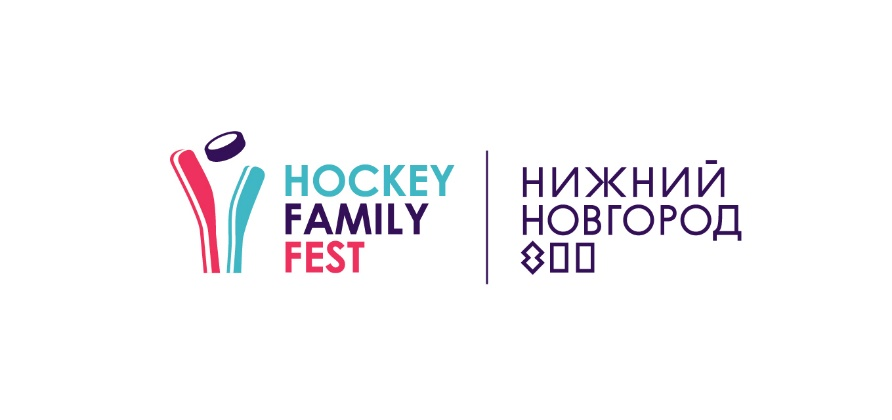 HOCKEY
FAMILY
FEST
НИЖНИЙ
НОВГОРОД
800